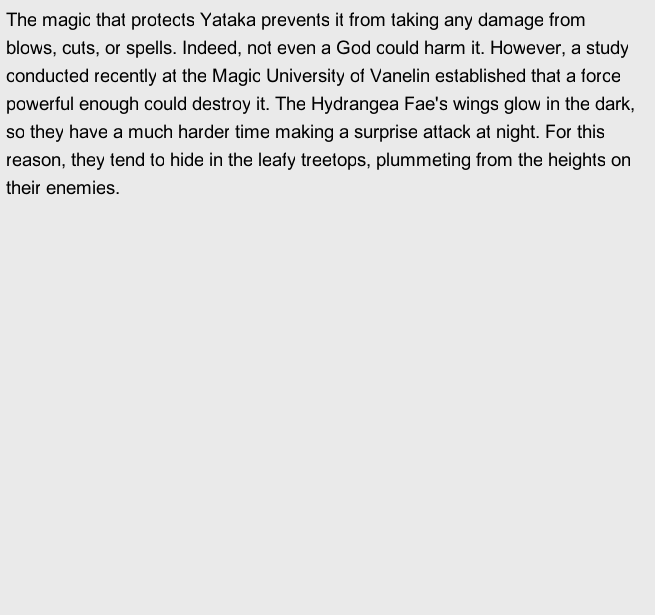 The magic that protects Yataka prevents it from taking any damage from
blows, cuts, or spells. Indeed, not even a God could harm it. However, a study
conducted recently at the Magic University of Vanelin established that a force
powerful enough could destroy it. The Hydrangea Fae's wings glow in the dark,
so they have a much harder time making a surprise attack at night. For this
reason, they tend to hide in the leafy treetops, plummeting from the heights on
their enemies.